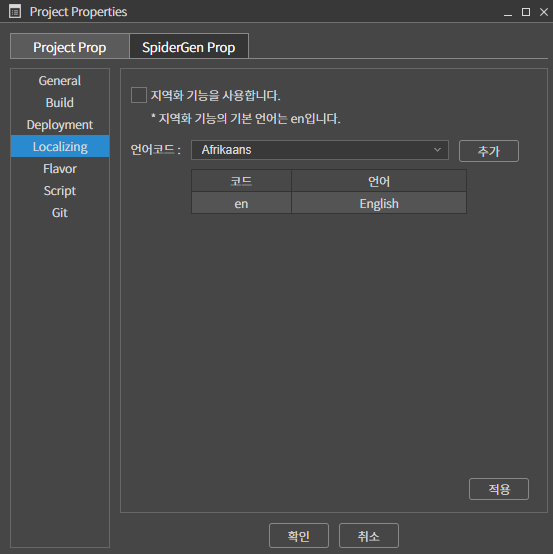 Project Properties
Project Prop
SpiderGen Prop
General
Build
Deployment
Localizing
Flavor
Script
Git
지역화 기능을 사용합니다.
* 지역화 기능의 기본 언어는 en입니다.
언어코드 : Afrikaans 추가
코드 언어
en English
적용
확인 취소